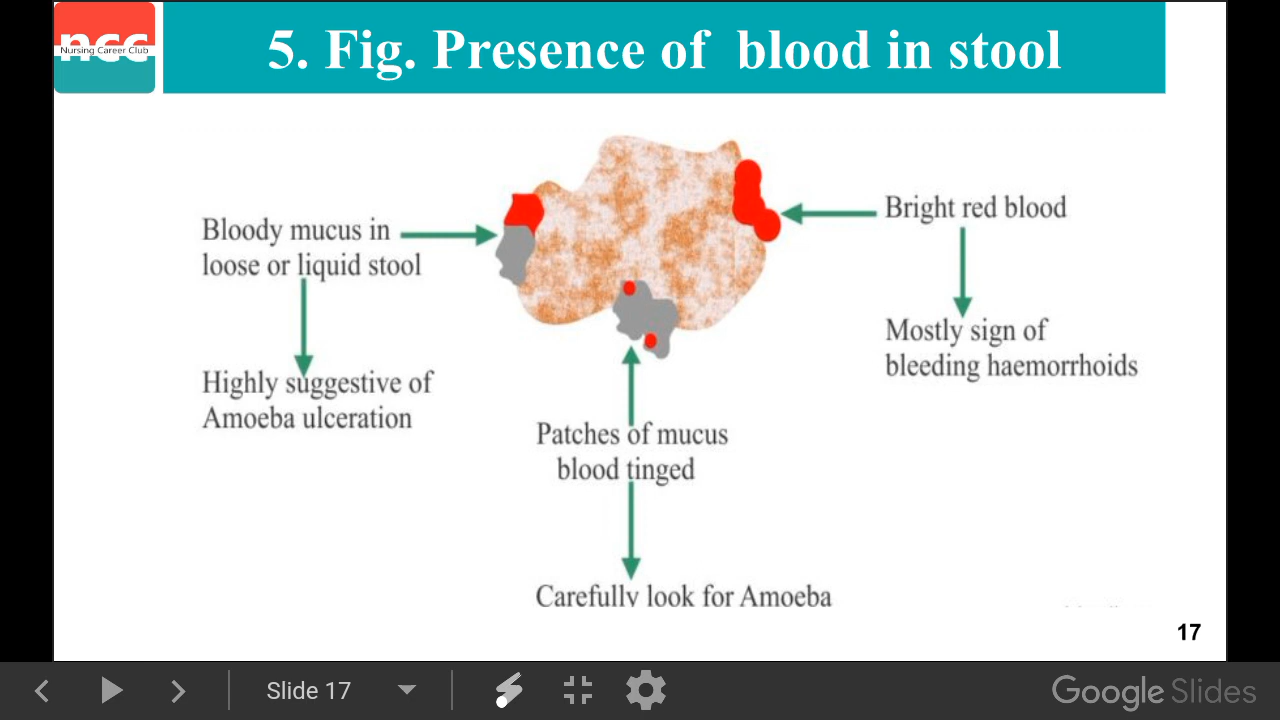 ncc
Nursing Career Club
5. Fig. Presence of blood in stool
Bloody mucus in
loose or liquid stool
Highly suggestive of
Amoeba ulceration
Patches of mucus
blood tinged
Carefully look for Amoeba
Bright red blood
Mostly sign of
bleeding haemorrhoids
17
Slide 17
Google Slides